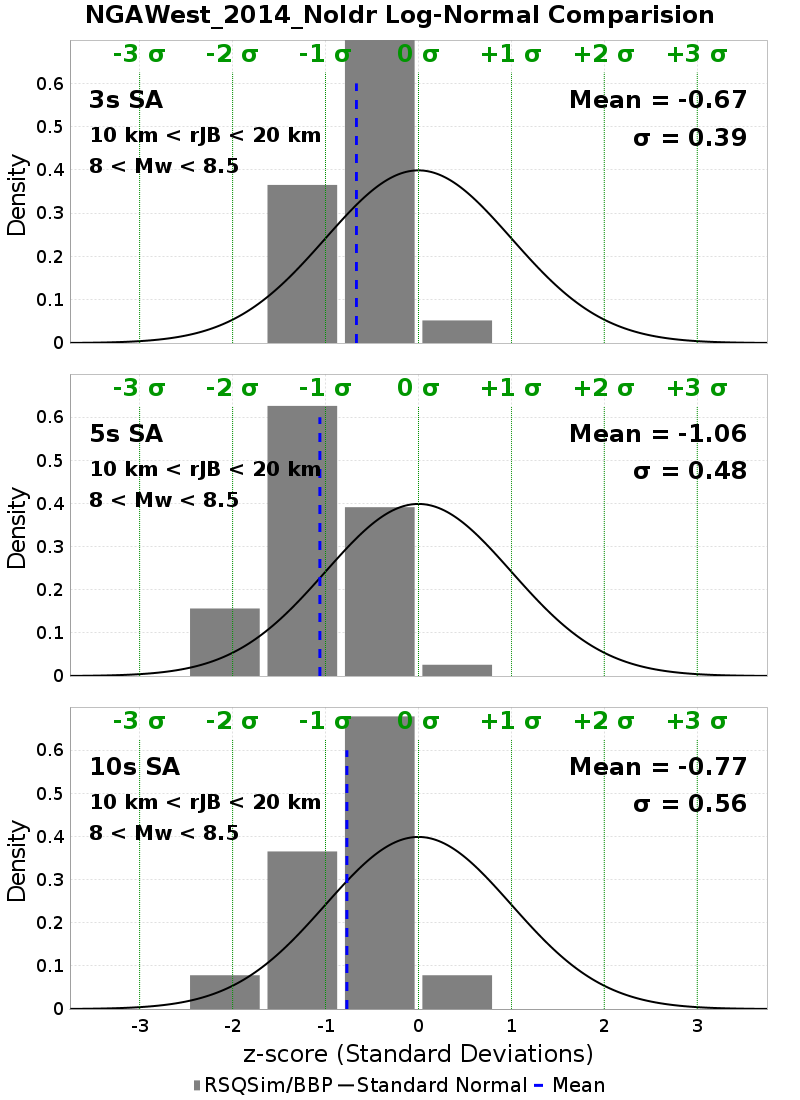 NGAWest_2014_NoIdr Log-Normal Comparision
-3 σ -2 σ -1 σ 0 σ +1 σ +2 σ +3 σ
3s SA
10 km < rJB < 20 km
8 < Mw < 8.5
Mean = -0.67
σ = 0.39
Density
0.6
0.5
0.4
0.3
0.2
0.1
0
-3 σ -2 σ -1 σ 0 σ +1 σ +2 σ +3 σ
5s SA
10 km < rJB < 20 km
8 < Mw < 8.5
Mean = -1.06
σ = 0.48
Density
0.6
0.5
0.4
0.3
0.2
0.1
0
-3 σ -2 σ -1 σ 0 σ +1 σ +2 σ +3 σ
10s SA
10 km < rJB < 20 km
8 < Mw < 8.5
Mean = -0.77
σ = 0.56
Density
0.6
0.5
0.4
0.3
0.2
0.1
0
-3 -2 -1 0 1 2 3
z-score (Standard Deviations)
RSQSim/BBP Standard Normal Mean